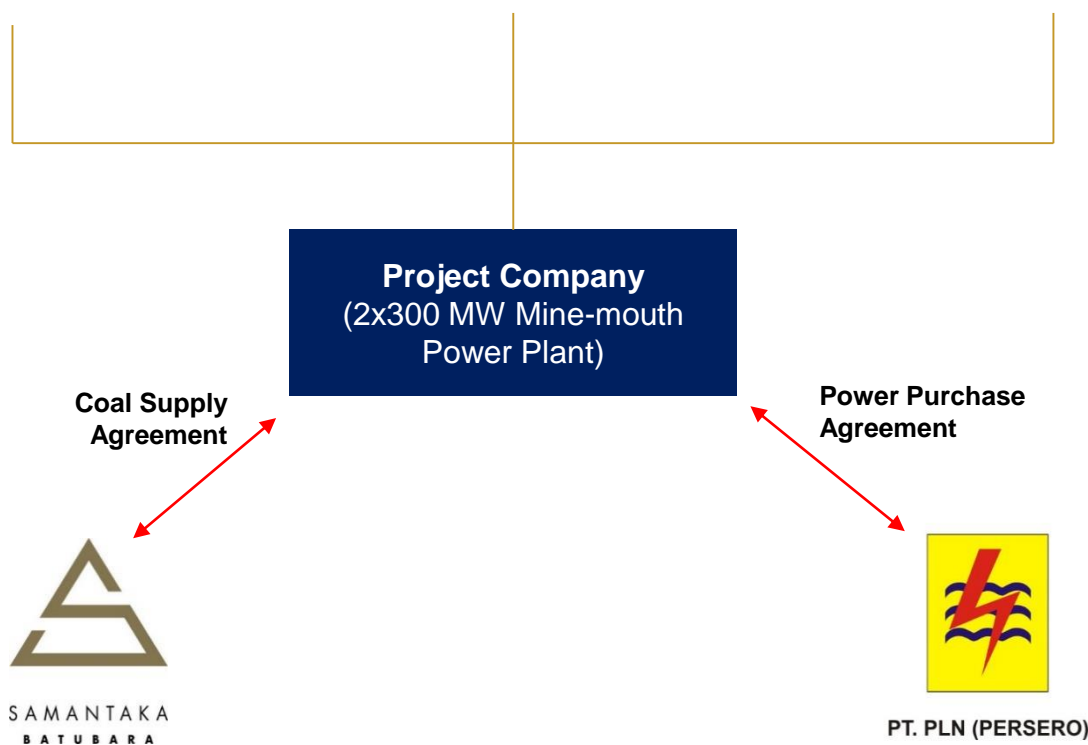 Project Company
(2x300 MW Mine-mouth
Power Plant)
Coal Supply
Agreement
Power Purchase
Agreement
SAMANTAKA
BATUBARA
PT. PLN (PERSERO)